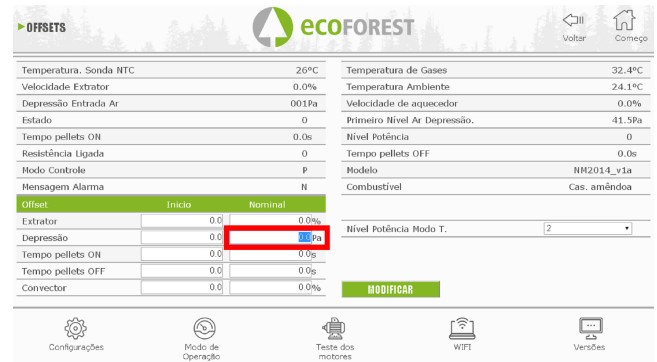 ►OFFSETS
ecoFOREST
Voltar
Começo
Temperatura. Sonda NTC 26ºC
Velocidade Extrator 0.0%
Depressão Entrada Ar 001Pa
Estado 0
Tempo pellets ON 0.0s
Resistência Ligada 0
Modo Controle P
Mensagem Alarma N
Temperatura de Gases 32.4ºC
Temperatura Ambiente 24.1ºC
Velocidade de aquecedor 0.0%
Primeiro Nível Ar Depressão. 41.5Pa
Nível Potência 0
Tempo pellets OFF 0.0s
Modelo NM2014_v1a
Combustível Cas. amêndoa
Offset Inicio Nominal
Extrator 0.0 0.0%
Depressão 0.0 0.0Pa
Tempo pellets ON 0.0 0.0s
Tempo pellets OFF 0.0 0.0s
Convector 0.0 0.0%
Nível Potência Modo T. 2
MODIFICAR
Configurações
Modo de
Operação
Teste dos
motores
WIFI
Versões